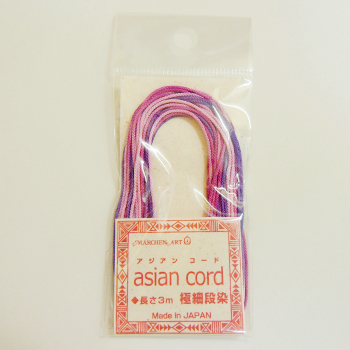 MÄRCHEN ART
アジアン コード
asian cord
◆長さ3m 極細段染
Made in JAPAN